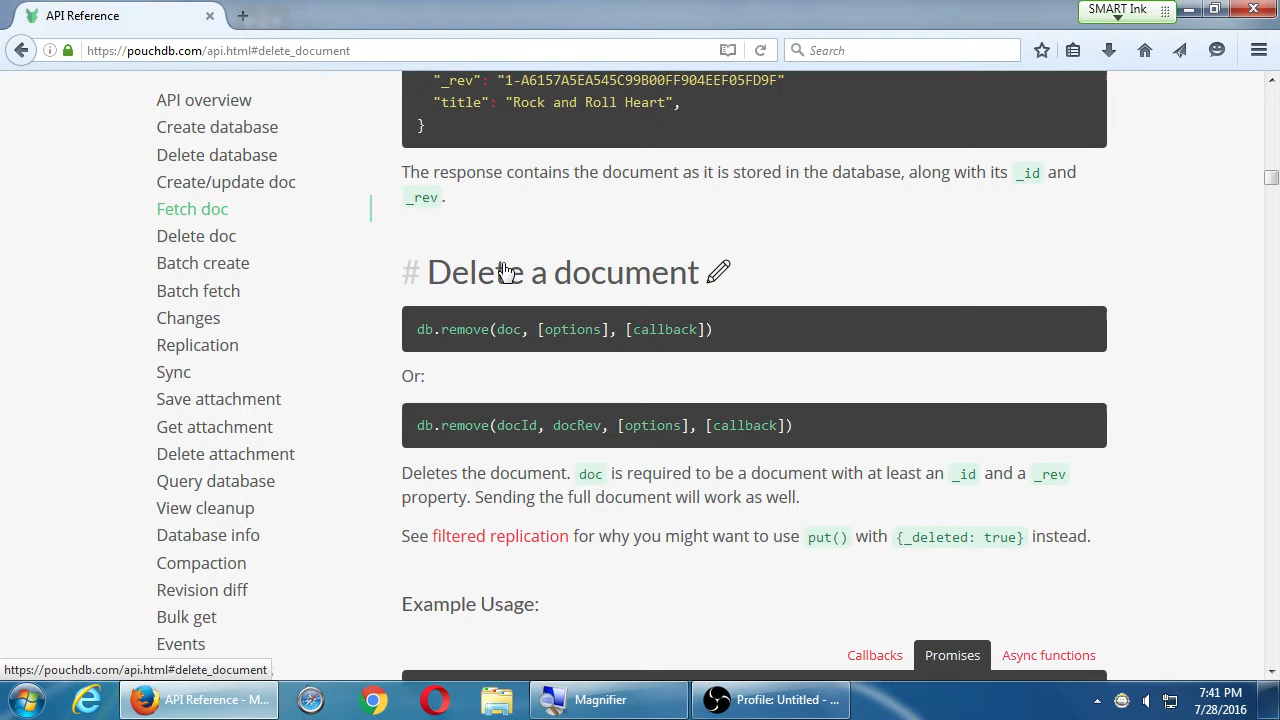 API Reference
SMART Ink
https://pouchdb.com/api.html#delete_document
Search
API overview
Create database
Delete database
Create/update doc
Fetch doc
Delete doc
Batch create
Batch fetch
Changes
Replication
Sync
Save attachment
Get attachment
Delete attachment
Query database
View cleanup
Database info
Compaction
Revision diff
Bulk get
Events
"_rev": "1-A6157A5EA545C99B00FF904EEF05FD9F"
"title": "Rock and Roll Heart",
}
The response contains the document as it is stored in the database, along with its _id and
_rev.
# Delete a document
db.remove(doc, [options], [callback])
Or:
db.remove(docId, docRev, [options], [callback])
Deletes the document. doc is required to be a document with at least an _id and a _rev
property. Sending the full document will work as well.
See filtered replication for why you might want to use put() with {_deleted: true} instead.
Example Usage:
Callbacks Promises Async functions
https://pouchdb.com/api.html#delete_document
API Reference - M...
Magnifier
Profile: Untitled - ...
7:41 PM
7/28/2016